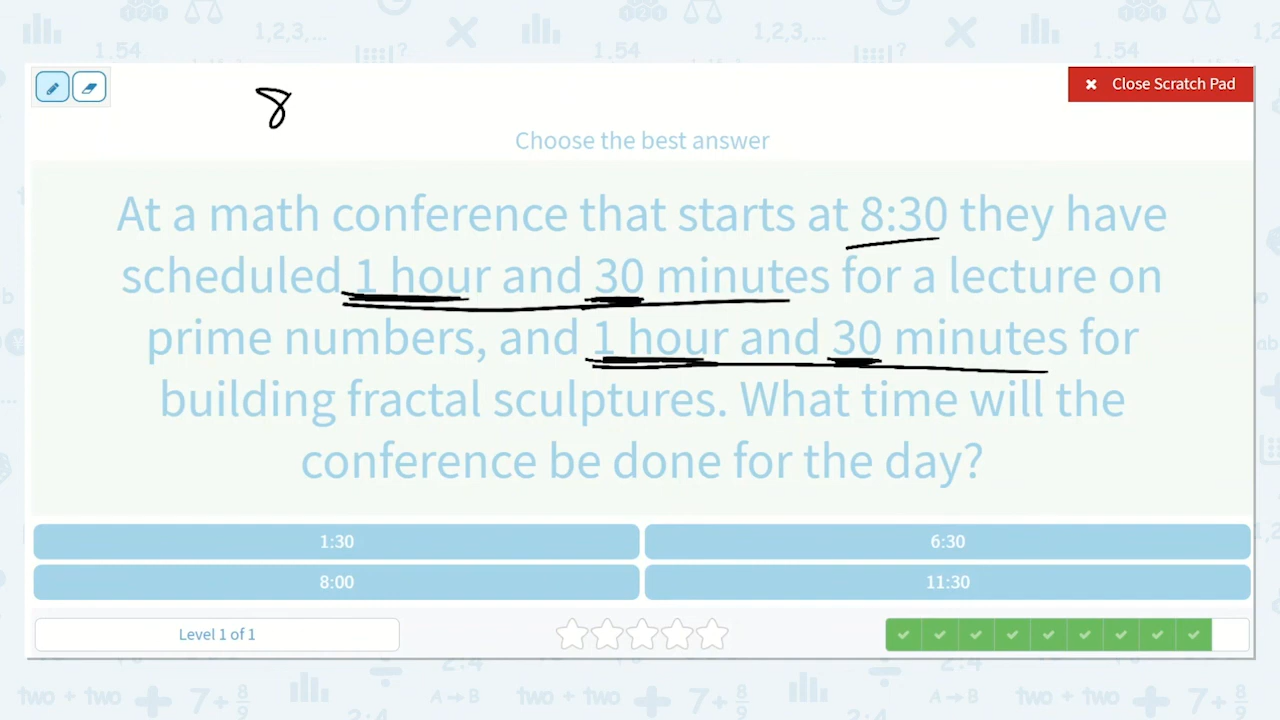 8
Close Scratch Pad
Choose the best answer
At a math conference that starts at 8:30 they have
scheduled 1 hour and 30 minutes for a lecture on
prime numbers, and 1 hour and 30 minutes for
building fractal sculptures. What time will the
conference be done for the day?
1:30
6:30
8:00
11:30
Level 1 of 1